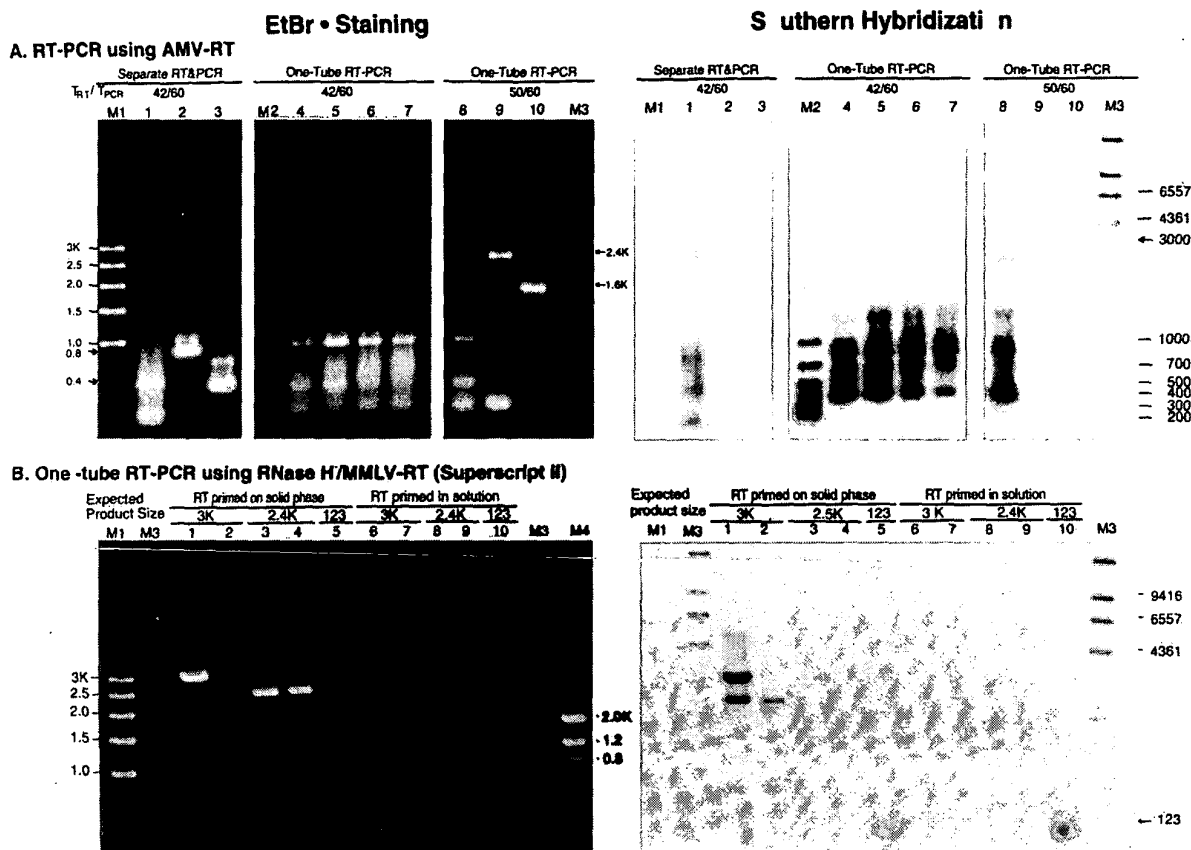 EtBr • Staining
S uthern Hybridizati n
A. RT-PCR using AMV-RT
Separate RT&PCR One-Tube RT-PCR One-Tube RT-PCR
TRT/TPCR 42/60 42/60 50/60
M1 1 2 3 M2 4 5 6 7 8 9 10 M3
3K
2.5
2.0
1.5
1.0
0.8
0.4
2.4K
1.6K
Separate RT&PCR One-Tube RT-PCR One-Tube RT-PCR
42/60 42/60 50/60
M1 1 2 3 M2 4 5 6 7 8 9 10 M3
6557
4361
3000
1000
700
500
400
300
200
B. One -tube RT-PCR using RNase H⁻/MMLV-RT (Superscript II)
Expected RT primed on solid phase RT primed in solution
Product Size 3K 2.4K 123 3K 2.4K 123
M1 M3 1 2 3 4 5 6 7 8 9 10 M3 M4
3K
2.5
2.0
1.5
1.0
2.0K
1.2
0.8
Expected RT primed on solid phase RT primed in solution
product size 3K 2.5K 123 3 K 2.4K 123
M1 M3 1 2 3 4 5 6 7 8 9 10 M3
9416
6557
4361
123